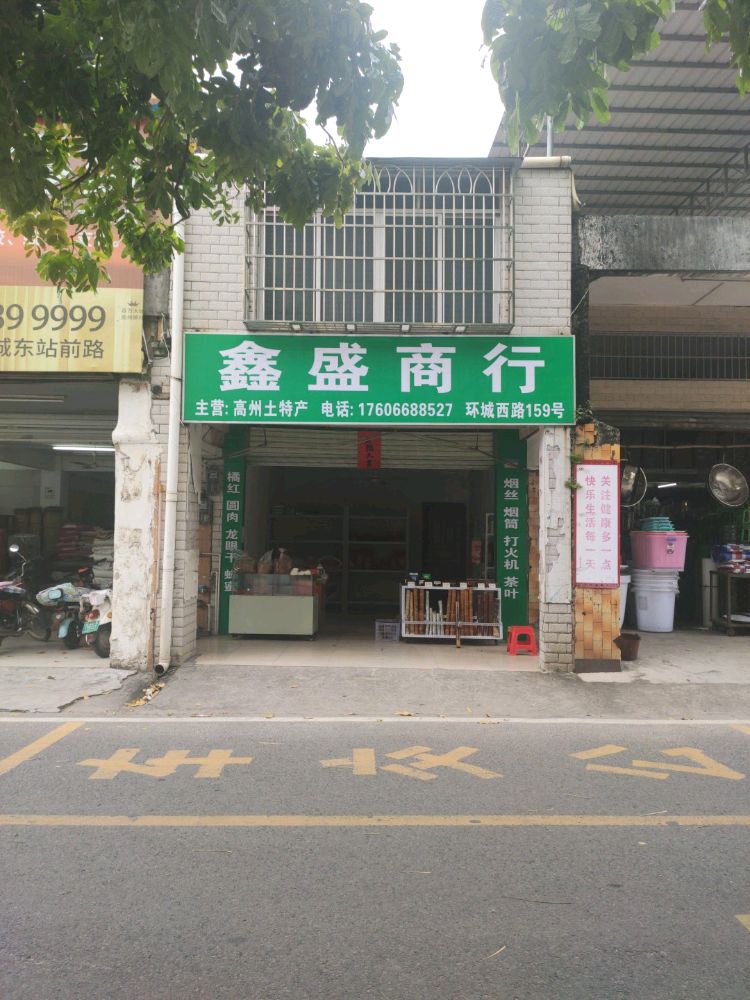 鑫盛商行
主营: 高州土特产 电话: 17606688527 环城西路159号
9 9999
城东站前路
橘红 圆肉 龙眼干 蜂蜜
烟丝 烟筒 打火机 茶叶
关注健康多一点
快乐生活每一天